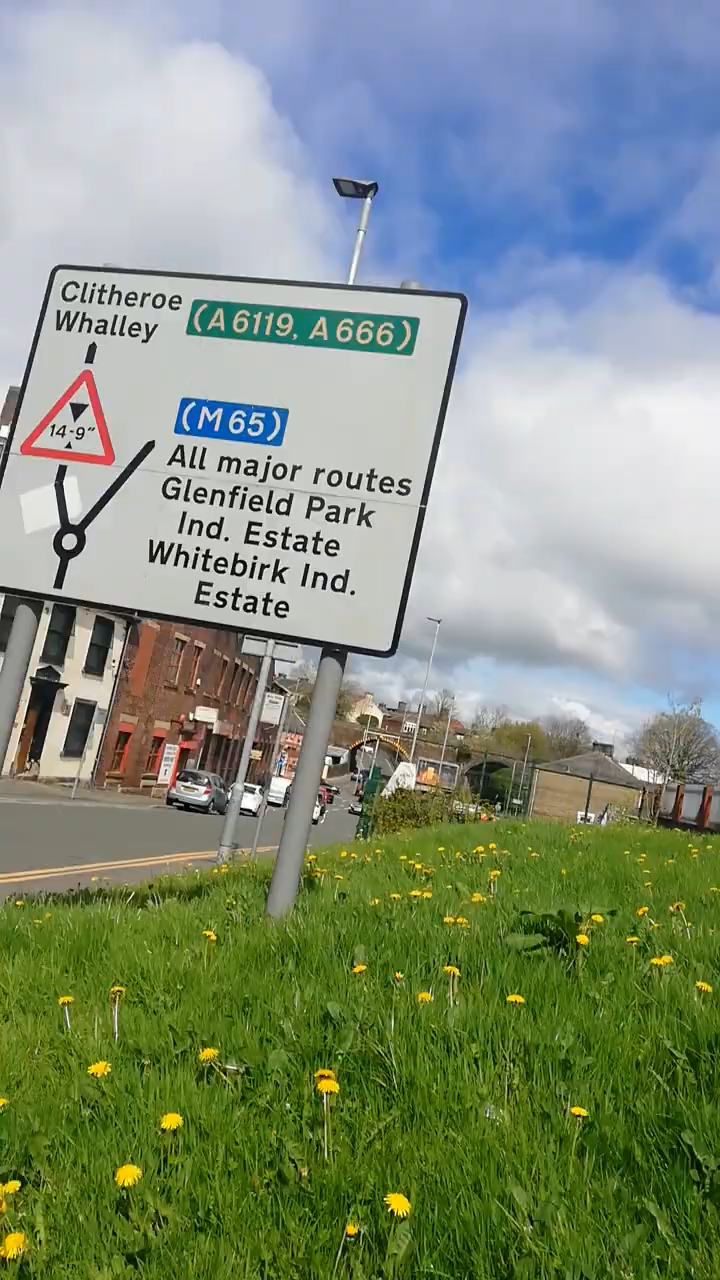 Clitheroe (A 6119, A 666)
Whalley
14-9"
(M 65)
All major routes
Glenfield Park
Ind. Estate
Whitebirk Ind.
Estate